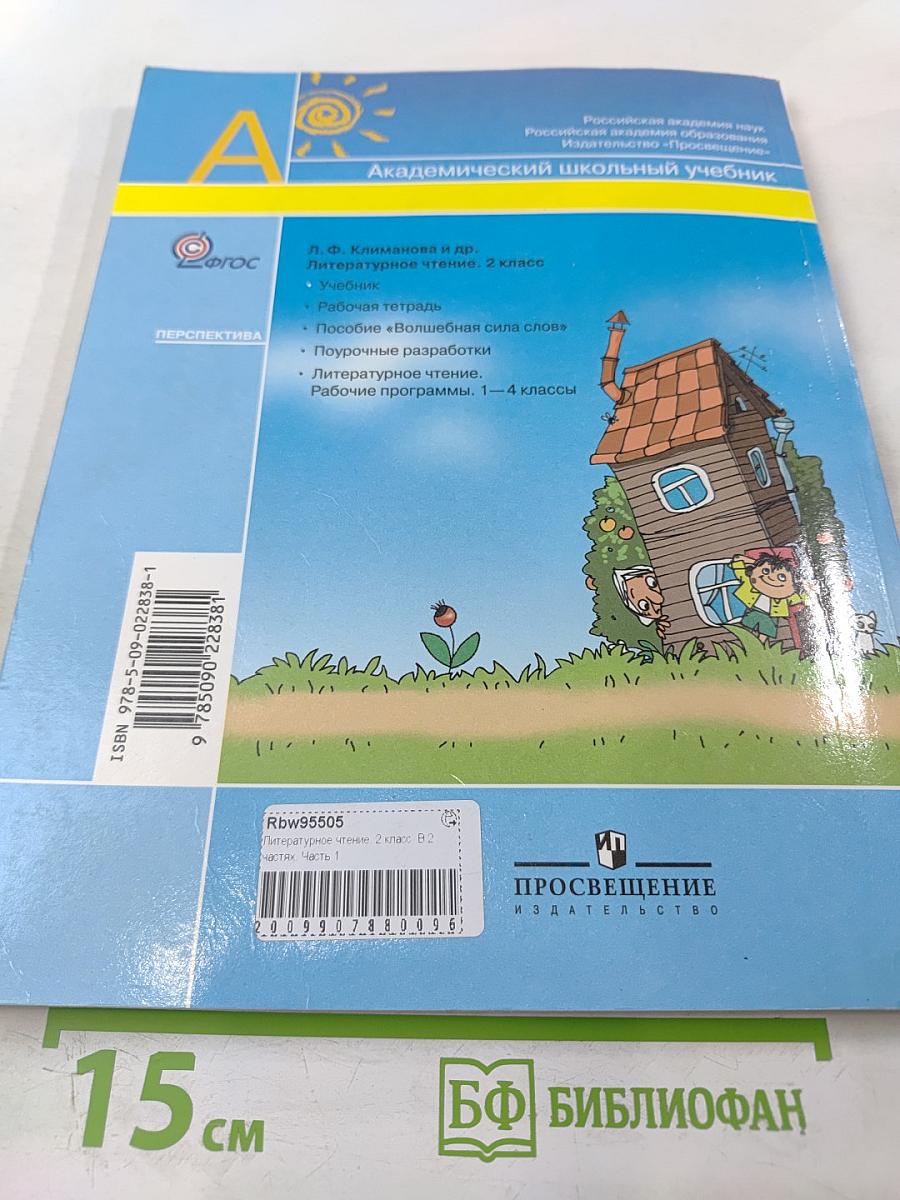 А
Российская академия наук
Российская академия образования
Издательство «Просвещение»
Академический школьный учебник
ФГОС
ПЕРСПЕКТИВА
Л. Ф. Климанова и др.
Литературное чтение. 2 класс
• Учебник
• Рабочая тетрадь
• Пособие «Волшебная сила слов»
• Поурочные разработки
• Литературное чтение.
Рабочие программы. 1—4 классы
ISBN 978-5-09-022838-1
9 785090 228381
Rbw95505
Литературное чтение. 2 класс. В 2
частях. Часть 1
2009907880096
ИП
ПРОСВЕЩЕНИЕ
ИЗДАТЕЛЬСТВО
15 см
БФ БИБЛИОФАН